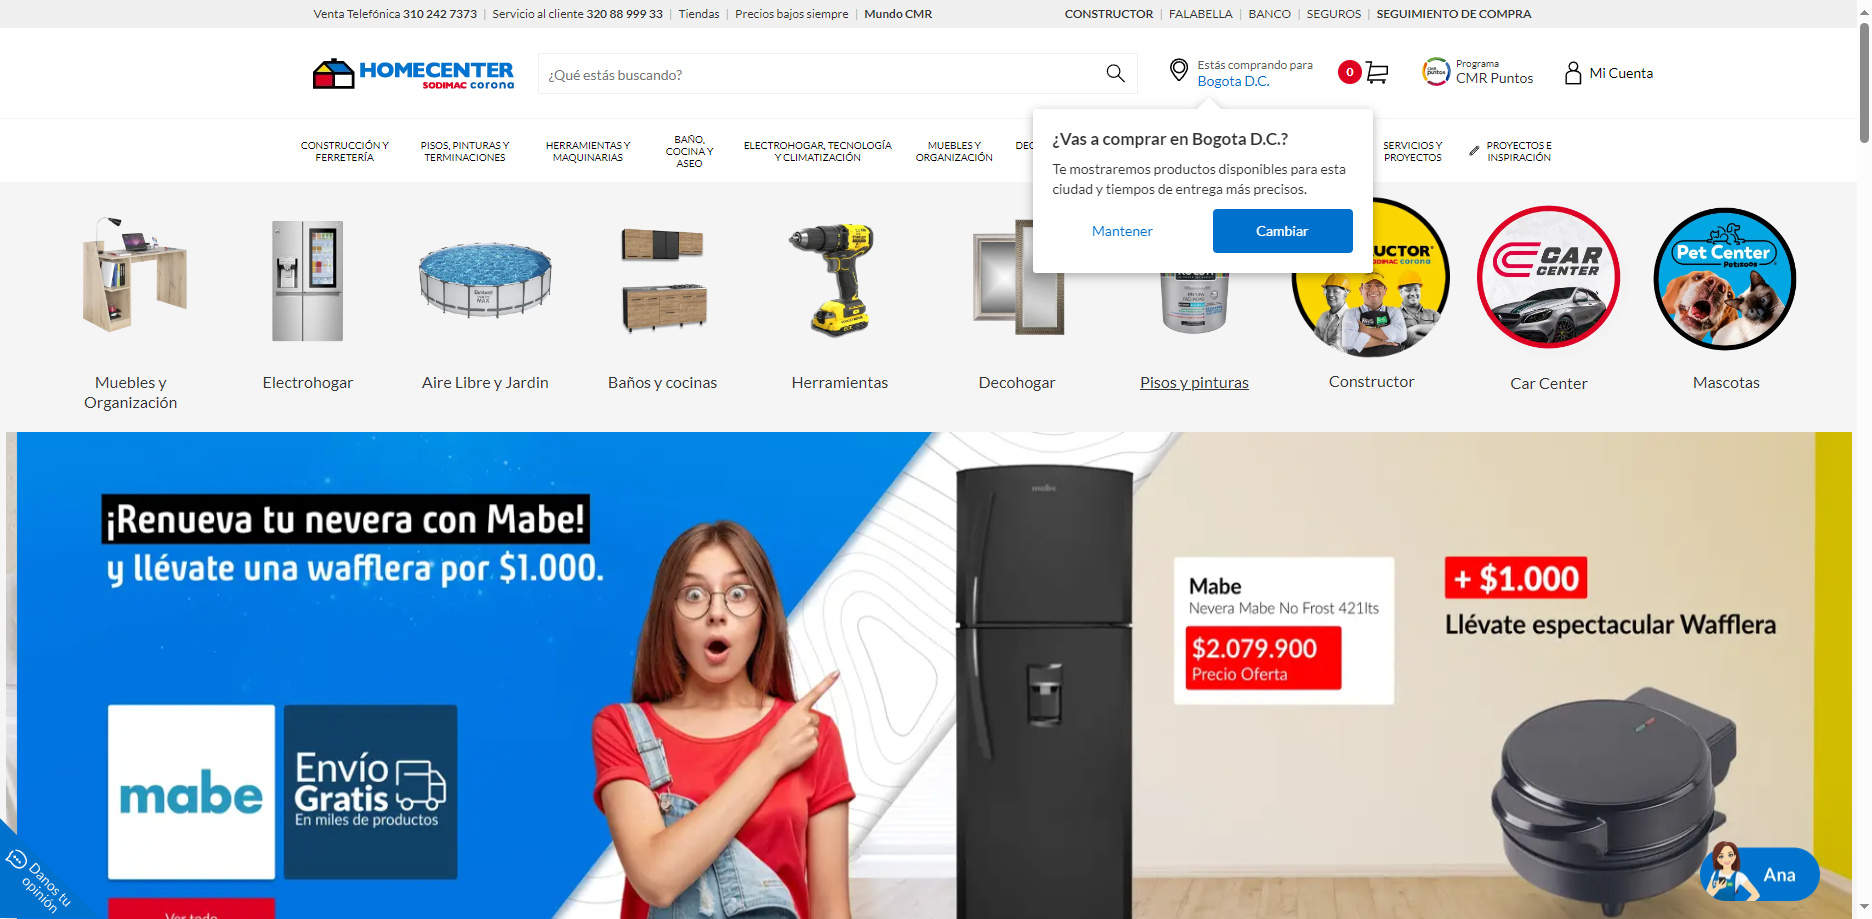 Venta Telefónica 310 242 7373 | Servicio al cliente 320 88 999 33 | Tiendas | Precios bajos siempre | Mundo CMR
CONSTRUCTOR | FALABELLA | BANCO | SEGUROS | SEGUIMIENTO DE COMPRA
HOMECENTER
SODIMAC corona
¿Qué estás buscando?
Estás comprando para
Bogota D.C.
0
Programa
CMR Puntos
Mi Cuenta
CONSTRUCCIÓN Y
FERRETERÍA
PISOS, PINTURAS Y
TERMINACIONES
HERRAMIENTAS Y
MAQUINARIAS
BAÑO,
COCINA Y
ASEO
ELECTROHOGAR, TECNOLOGÍA
Y CLIMATIZACIÓN
MUEBLES Y
ORGANIZACIÓN
SERVICIOS Y
PROYECTOS
PROYECTOS E
INSPIRACIÓN
¿Vas a comprar en Bogota D.C.?
Te mostraremos productos disponibles para esta
ciudad y tiempos de entrega más precisos.
Mantener
Cambiar
CAR
CENTER
Pet Center
Petizoos
Muebles y
Organización
Electrohogar
Aire Libre y Jardin
Baños y cocinas
Herramientas
Decohogar
Pisos y pinturas
Constructor
Car Center
Mascotas
¡Renueva tu nevera con Mabe!
y llévate una wafflera por $1.000.
mabe
Envío
Gratis
En miles de productos
Ver todo
mabe
Mabe
Nevera Mabe No Frost 421lts
$2.079.900
Precio Oferta
+ $1.000
Llévate espectacular Wafflera
Danos tu
opinión
Ana